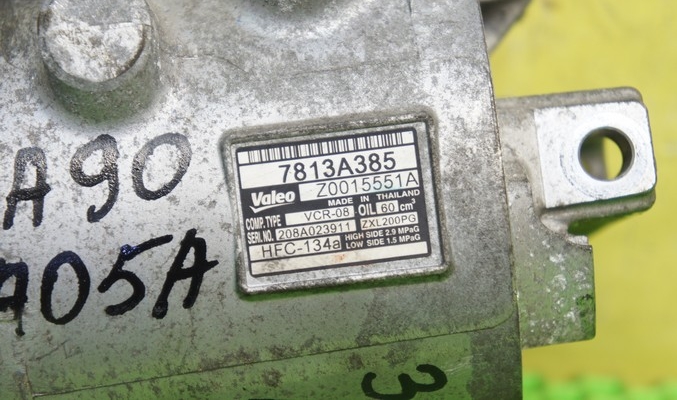 A90
A05A
3
7813A385
Valeo Z0015551A
MADE IN THAILAND
COMP.TYPE VCR-08 OIL 60 cm³
SERI.NO. 208A023911 ZXL200PG
HFC-134a HIGH SIDE 2.9 MPaG
LOW SIDE 1.5 MPaG